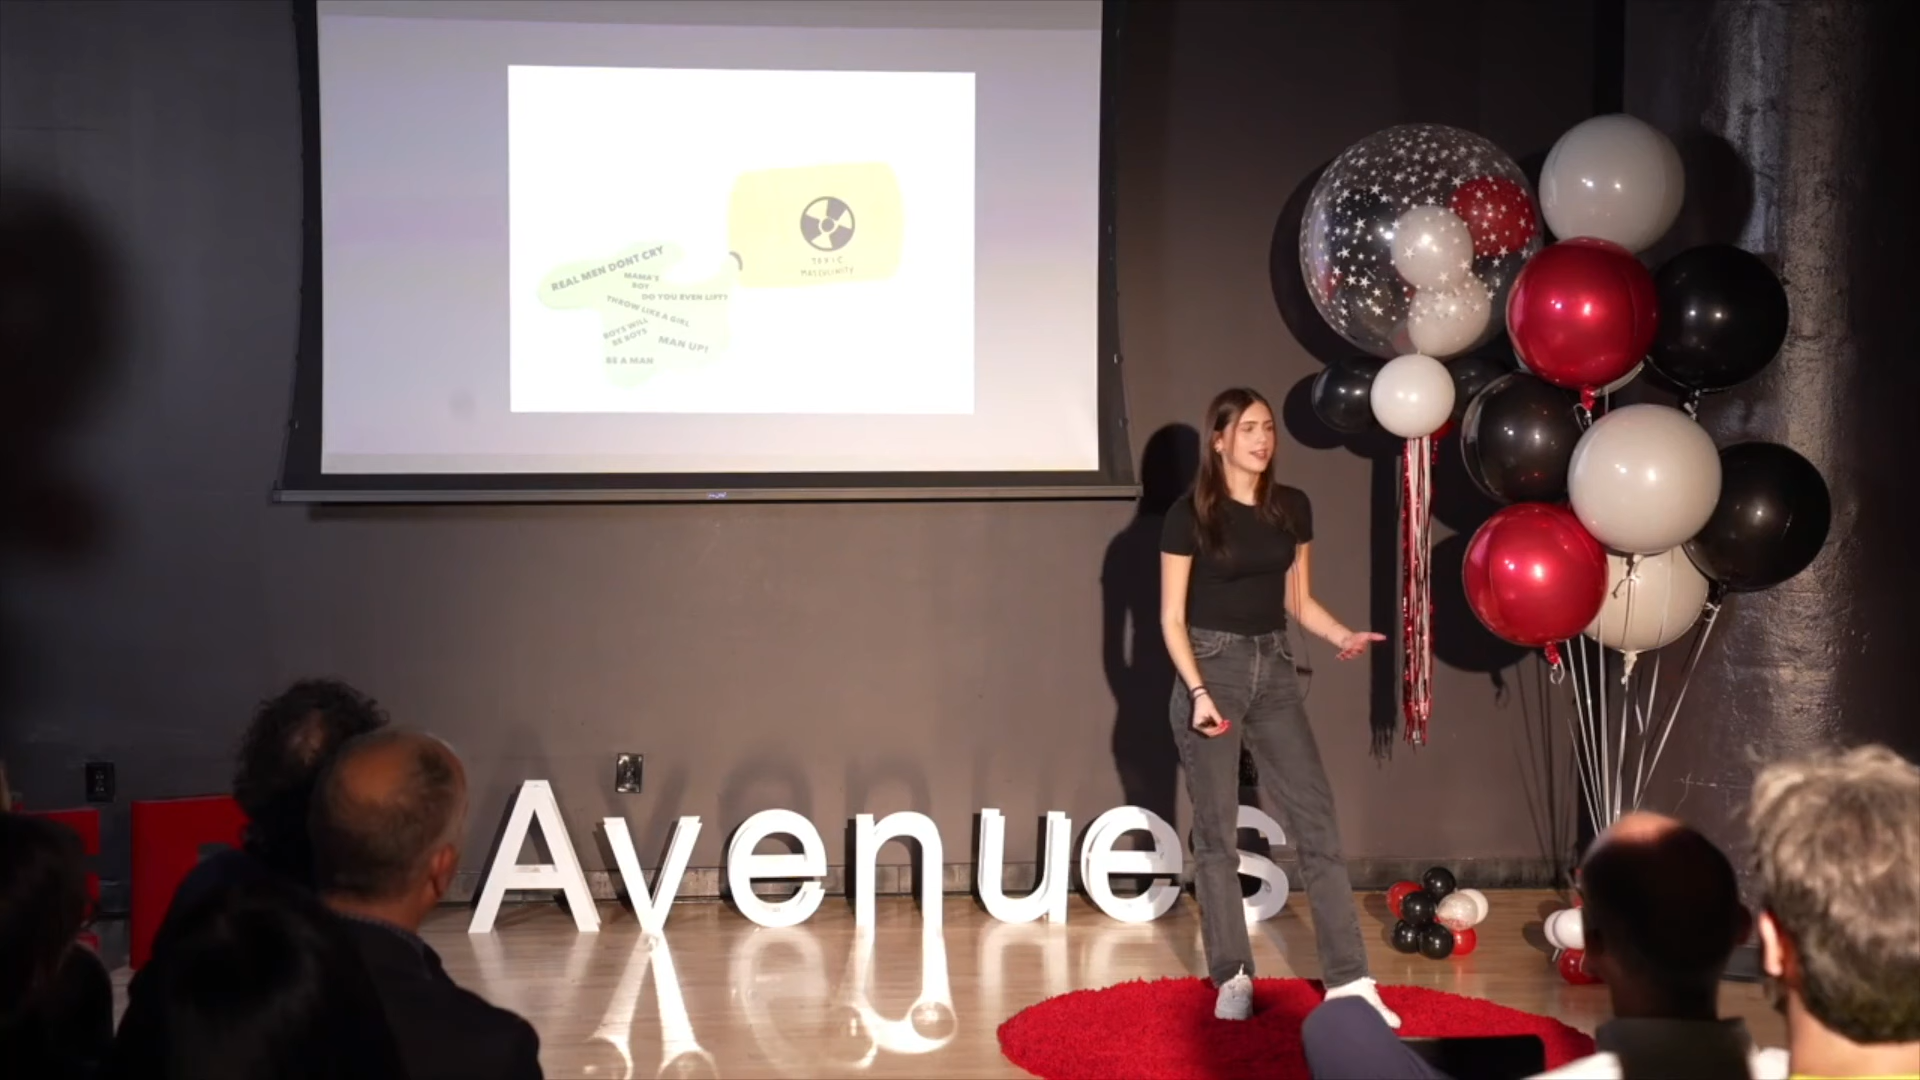 TOXIC
MASCULINITY
REAL MEN DONT CRY
MAMA'S
BOY
DO YOU EVEN LIFT?
THROW LIKE A GIRL
BOYS WILL
BE BOYS
MAN UP!
BE A MAN
Avenues